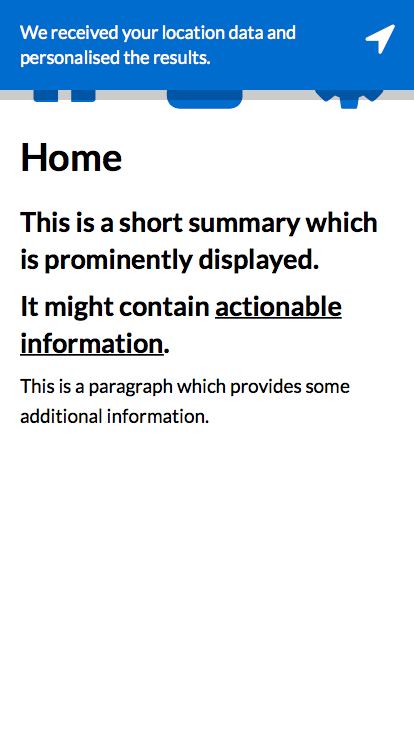 We received your location data and
personalised the results.
Home
This is a short summary which
is prominently displayed.
It might contain actionable
information.
This is a paragraph which provides some
additional information.